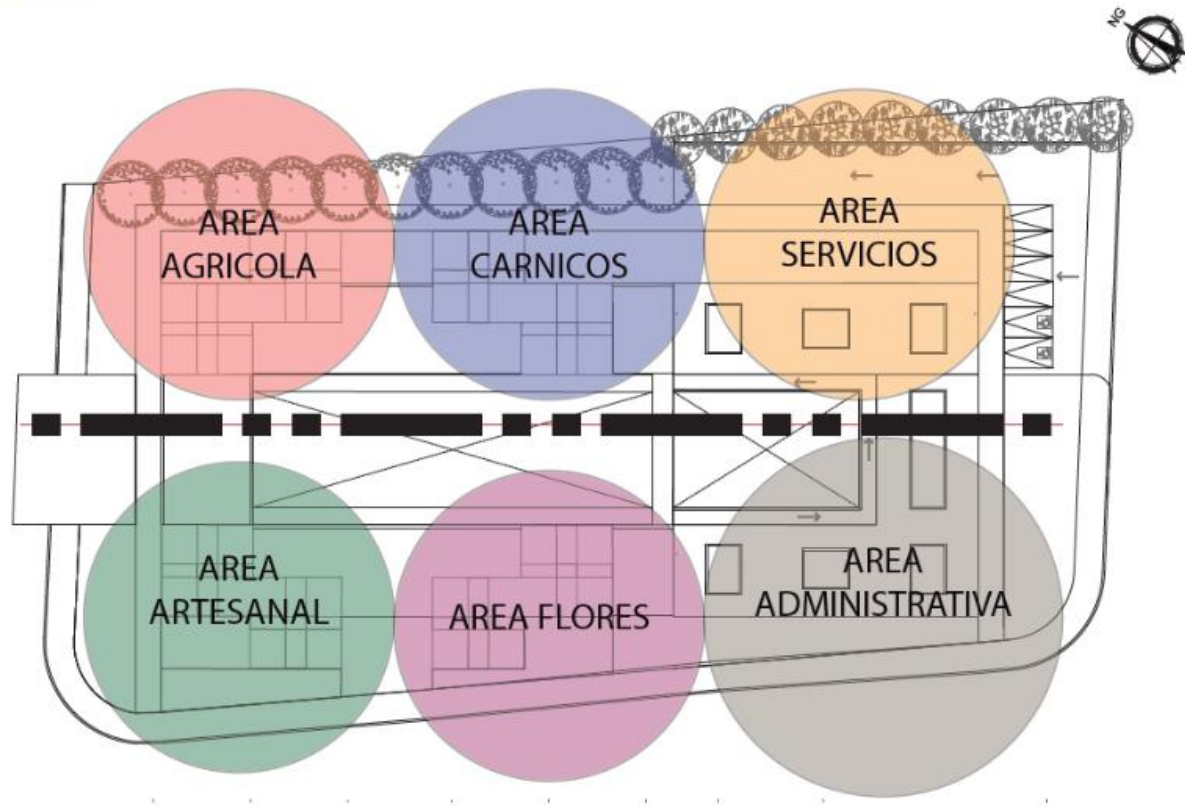 NG
AREA
AGRICOLA
AREA
CARNICOS
AREA
SERVICIOS
AREA
ARTESANAL
AREA FLORES
AREA
ADMINISTRATIVA